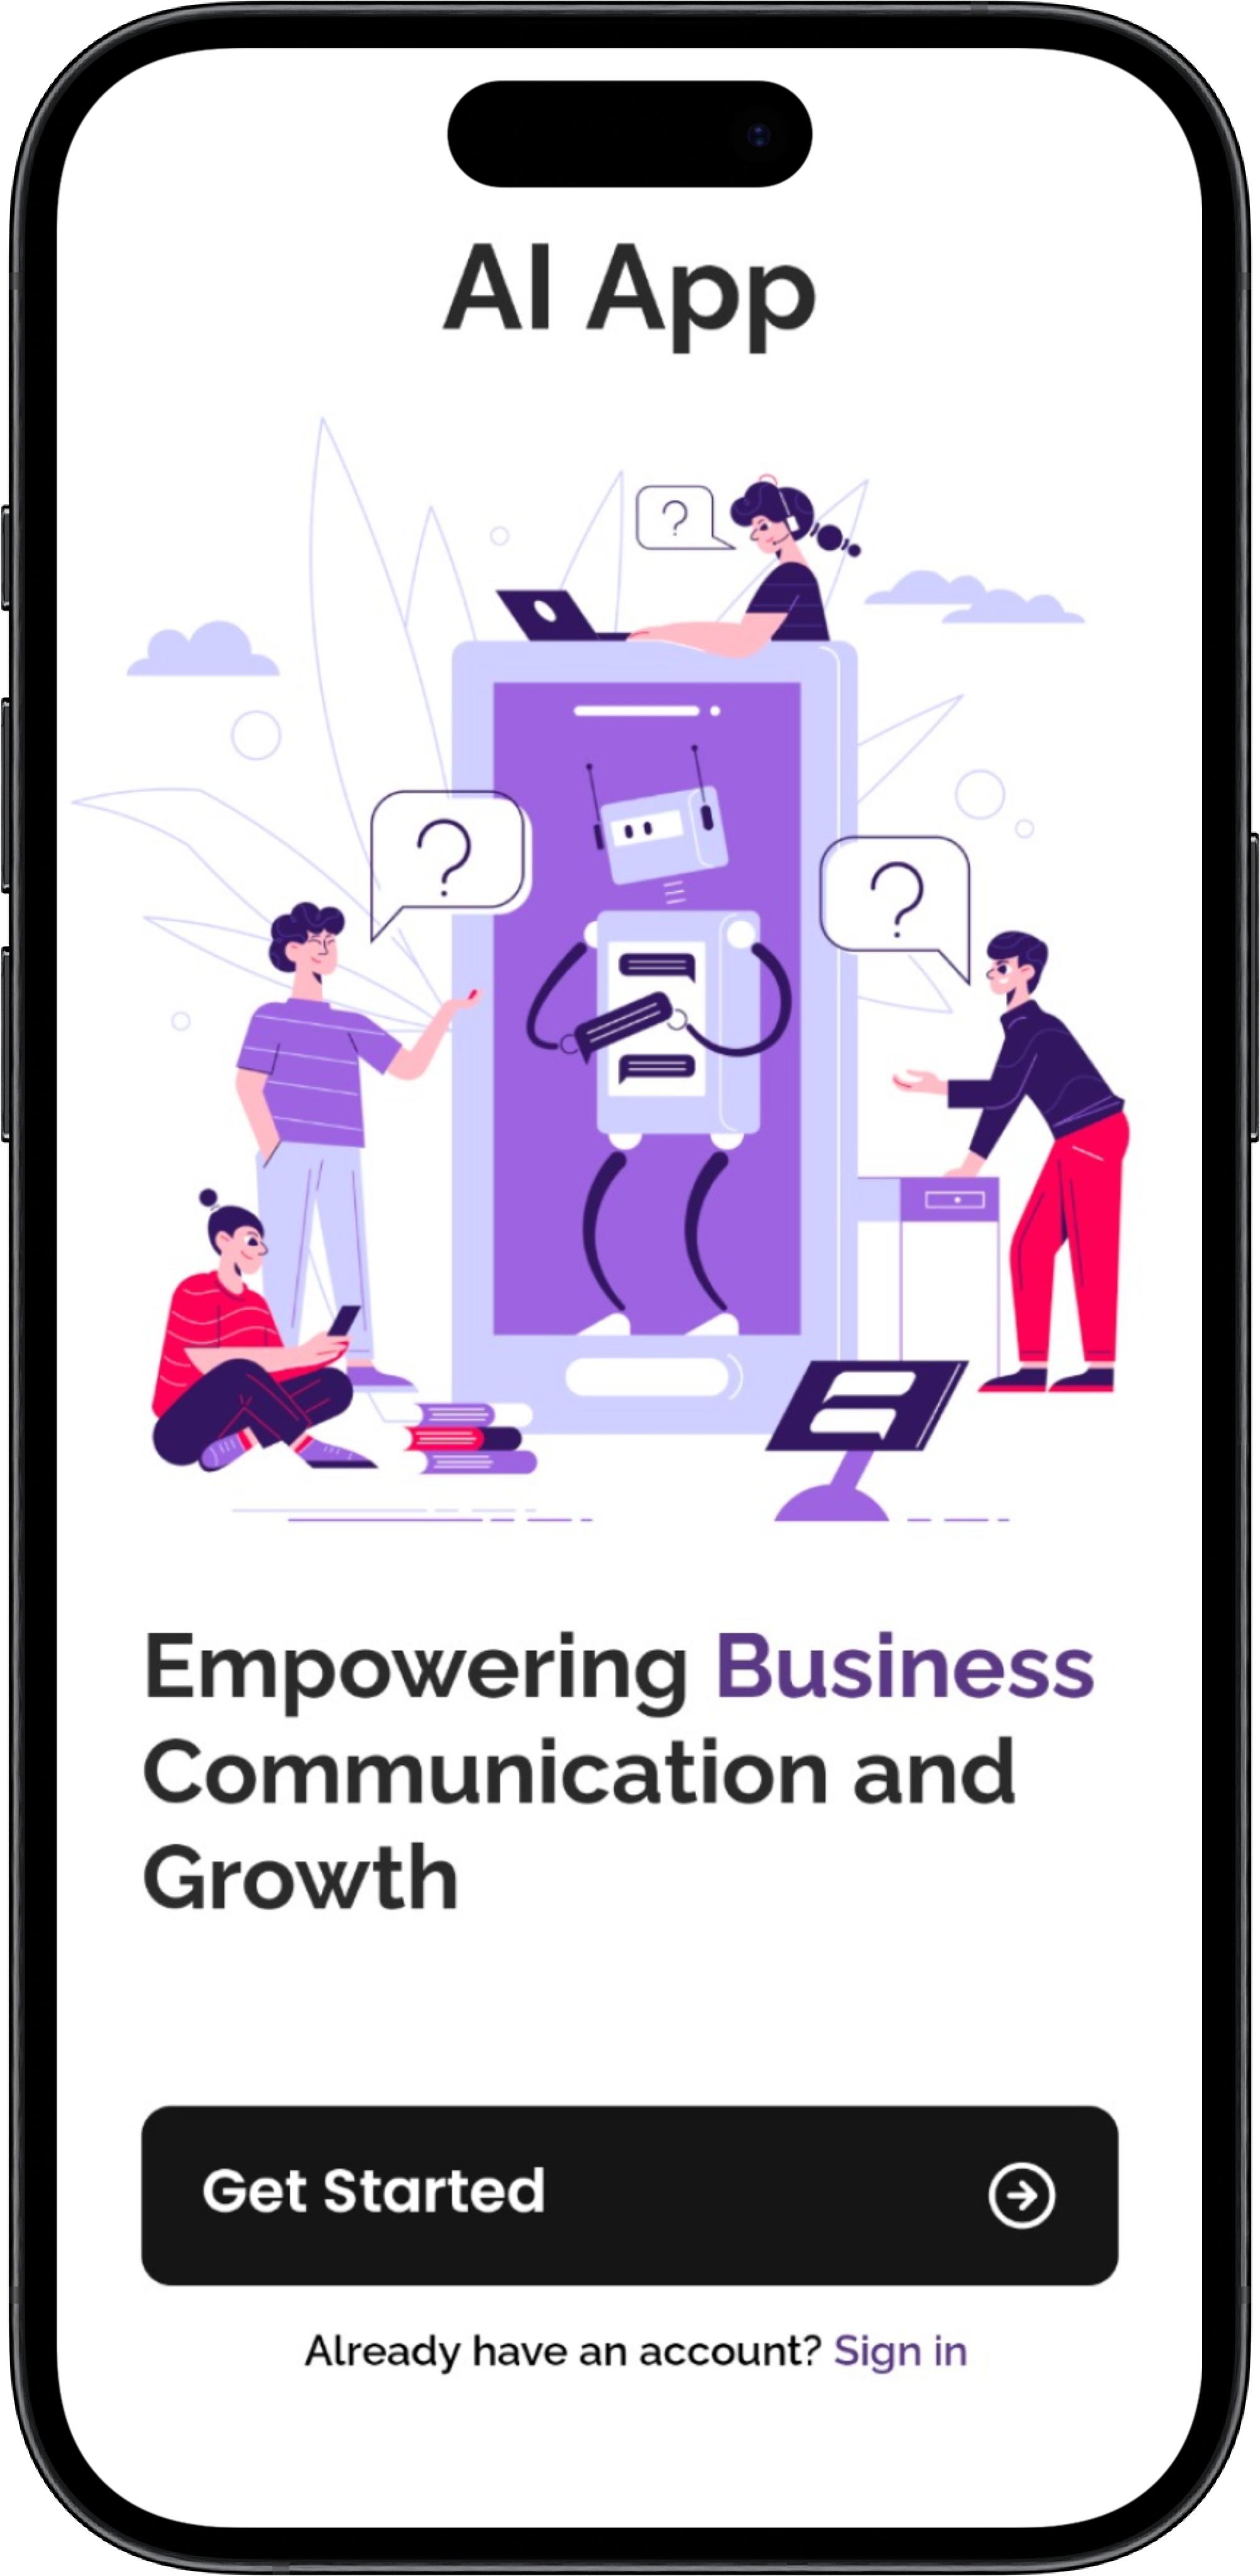 AI App
?
?
?
Empowering Business
Communication and
Growth
Get Started
Already have an account? Sign in